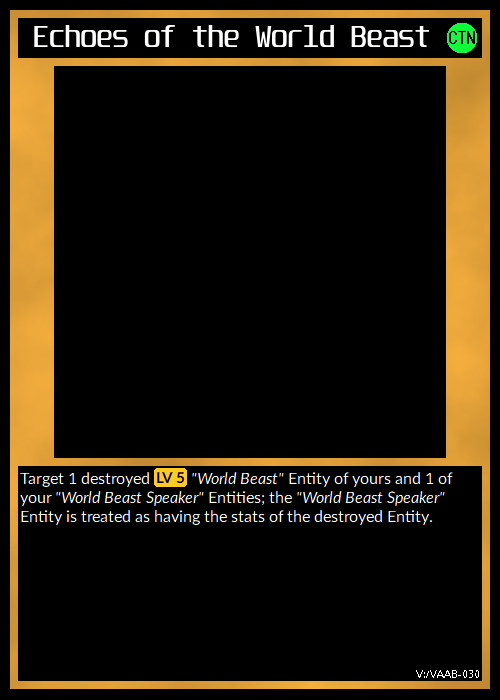 Echoes of the World Beast CTN
Target 1 destroyed LV 5 "World Beast" Entity of yours and 1 of
your "World Beast Speaker" Entities; the "World Beast Speaker"
Entity is treated as having the stats of the destroyed Entity.
V:/VAAB-030